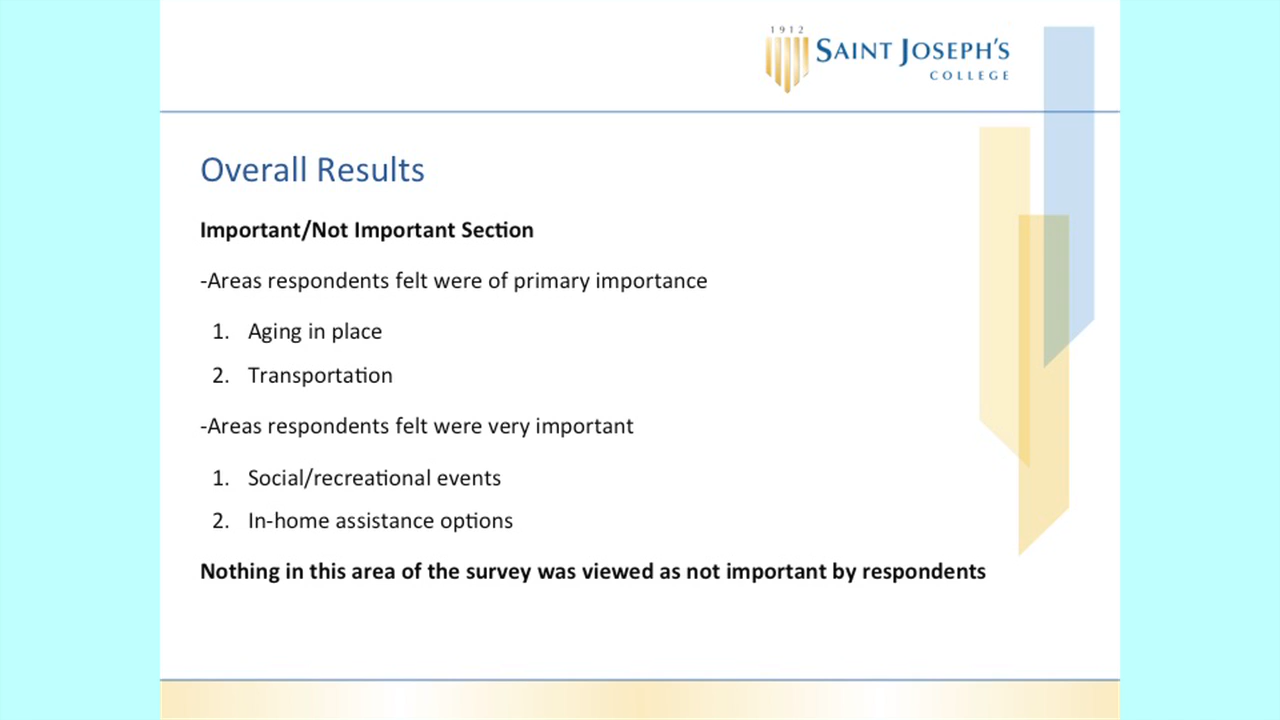 1912
SAINT JOSEPH'S
COLLEGE
Overall Results
Important/Not Important Section
-Areas respondents felt were of primary importance
1. Aging in place
2. Transportation
-Areas respondents felt were very important
1. Social/recreational events
2. In-home assistance options
Nothing in this area of the survey was viewed as not important by respondents